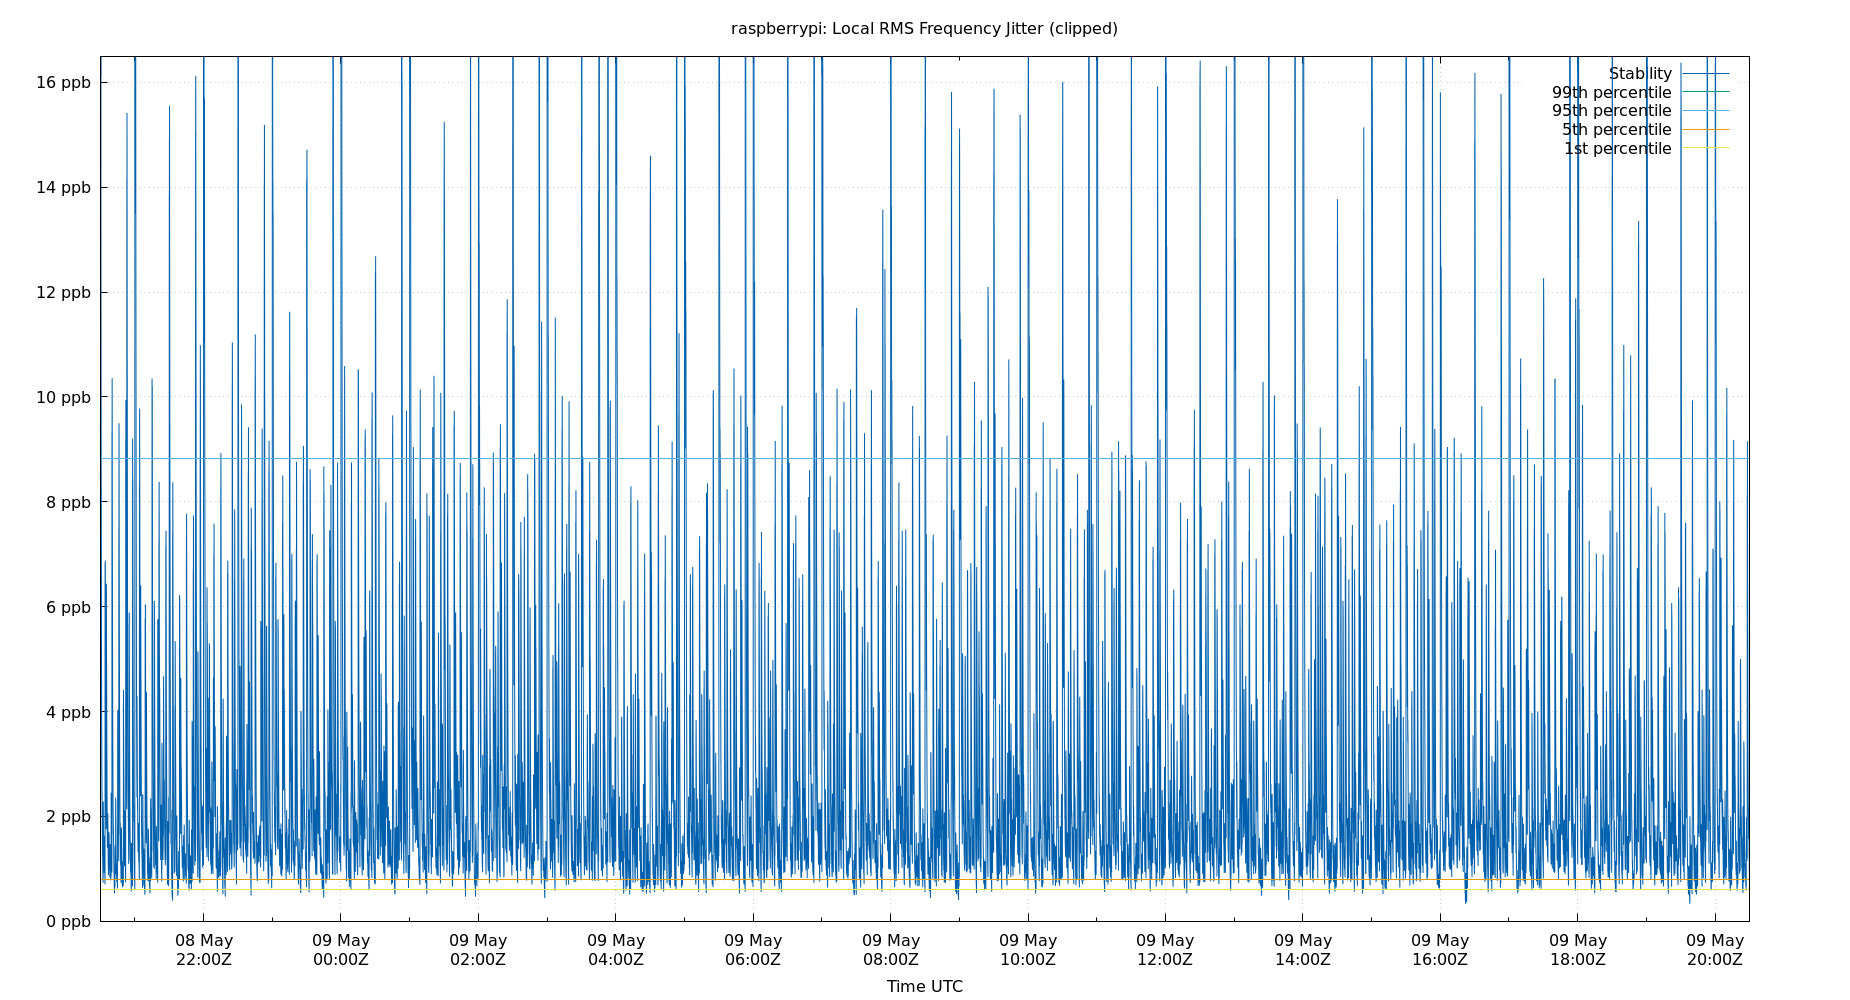 raspberrypi: Local RMS Frequency Jitter (clipped)
16 ppb
14 ppb
12 ppb
10 ppb
8 ppb
6 ppb
4 ppb
2 ppb
0 ppb
Stability
99th percentile
95th percentile
5th percentile
1st percentile
08 May 09 May 09 May 09 May 09 May 09 May 09 May 09 May 09 May 09 May 09 May 09 May
22:00Z 00:00Z 02:00Z 04:00Z 06:00Z 08:00Z 10:00Z 12:00Z 14:00Z 16:00Z 18:00Z 20:00Z
Time UTC